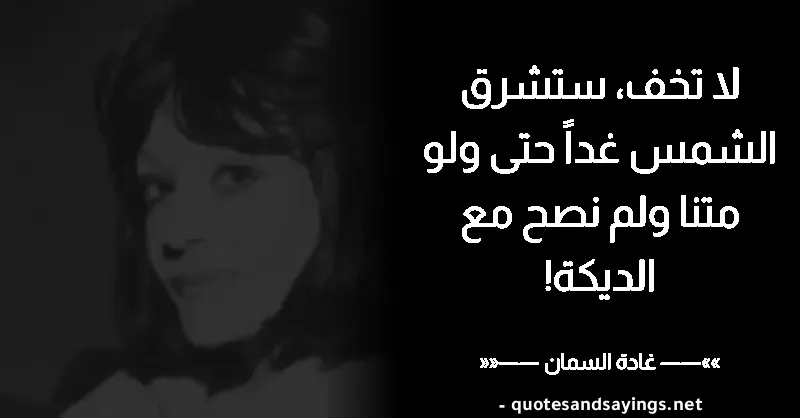 لا تخف، ستشرق
الشمس غداً حتى ولو
متنا ولم نصح مع
الديكة!
»»—— غادة السمان ——««
- quotesandsayings.net